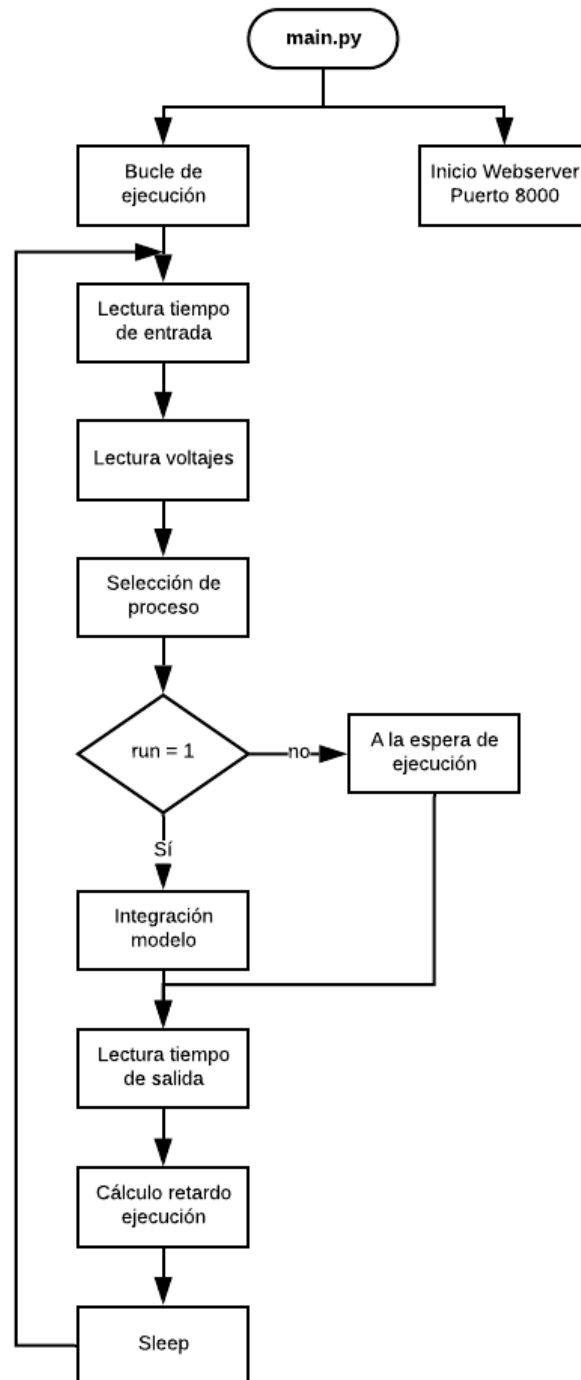 main.py
Bucle de
ejecución
Inicio Webserver
Puerto 8000
Lectura tiempo
de entrada
Lectura voltajes
Selección de
proceso
run = 1
no
A la espera de
ejecución
Sí
Integración
modelo
Lectura tiempo
de salida
Cálculo retardo
ejecución
Sleep